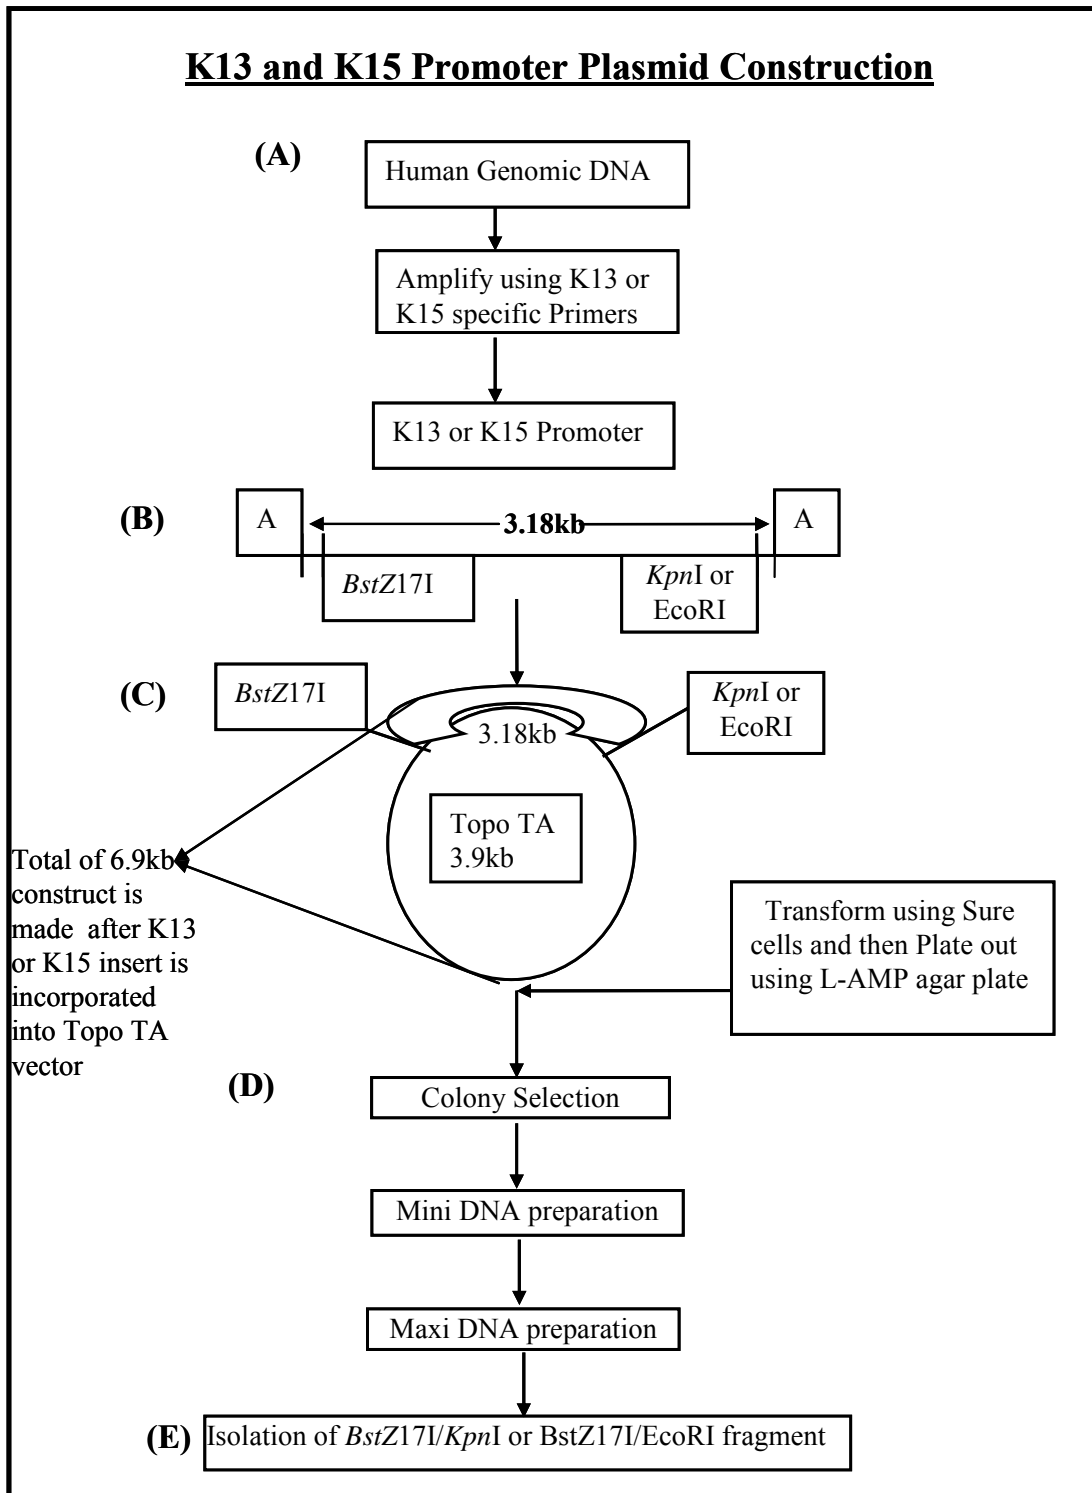 K13 and K15 Promoter Plasmid Construction
(A)
Human Genomic DNA
Amplify using K13 or
K15 specific Primers
K13 or K15 Promoter
(B)
A
3.18kb
A
BstZ17I
KpnI or
EcoRI
(C)
BstZ17I
KpnI or
EcoRI
3.18kb
Topo TA
3.9kb
Total of 6.9kb
construct is
made after K13
or K15 insert is
incorporated
into Topo TA
vector
Transform using Sure
cells and then Plate out
using L-AMP agar plate
(D)
Colony Selection
Mini DNA preparation
Maxi DNA preparation
(E)
Isolation of BstZ17I/KpnI or BstZ17I/EcoRI fragment